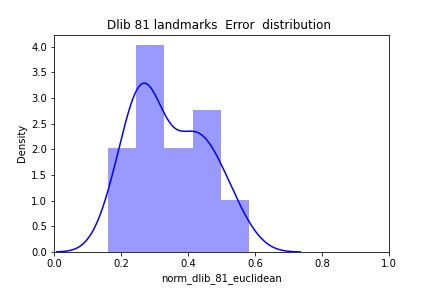 Dlib 81 landmarks  Error  distribution
4.0
3.5
3.0
2.5
2.0
1.5
1.0
0.5
0.0
Density
0.0 0.2 0.4 0.6 0.8 1.0
norm_dlib_81_euclidean